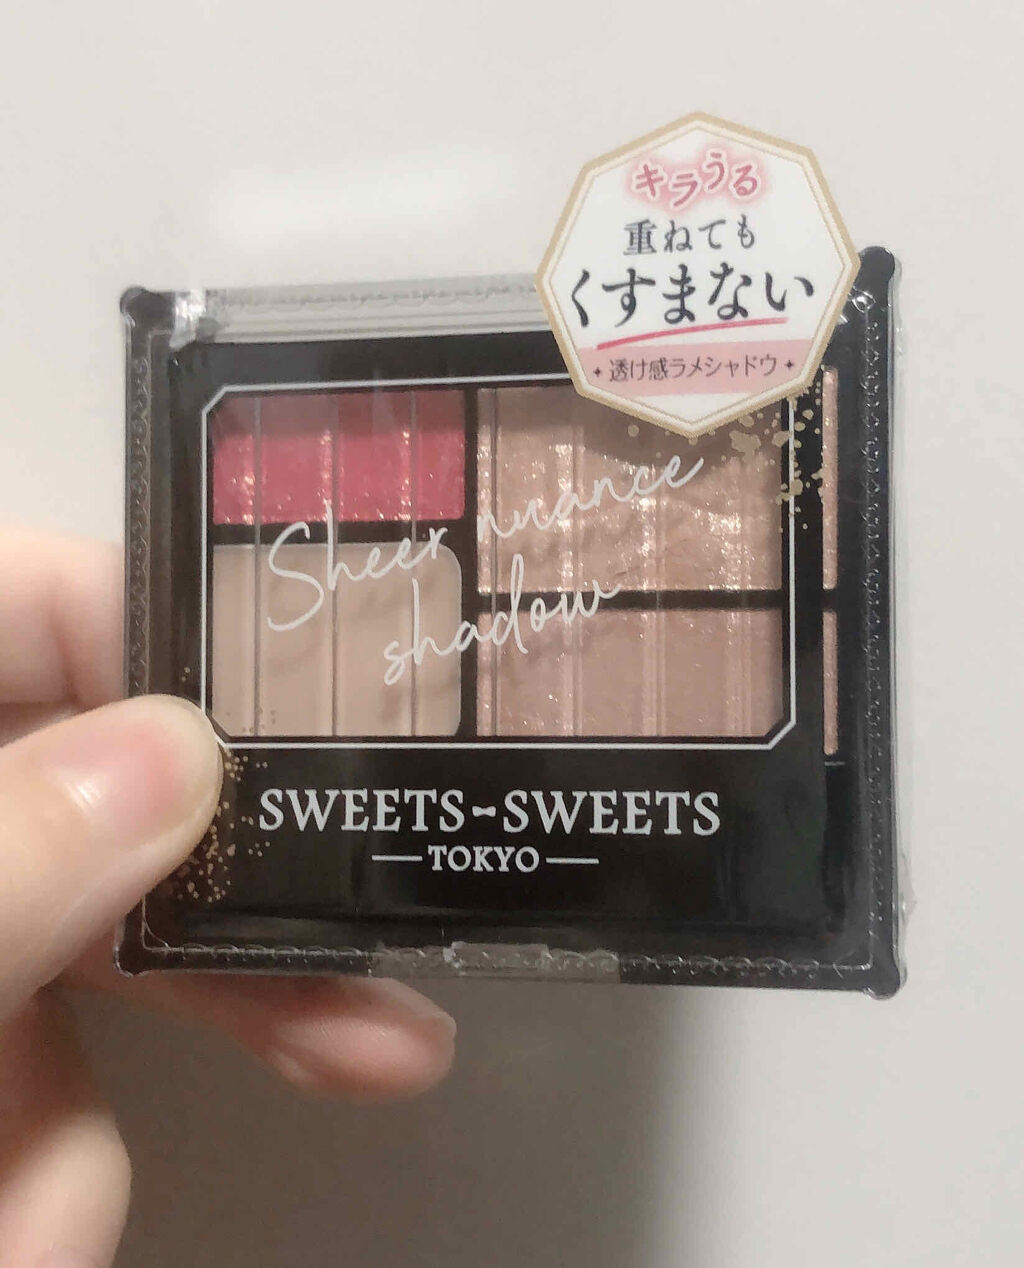 キラうる
重ねても
くすまない
透け感ラメシャドウ
Sheer nuance
shadow
SWEETS-SWEETS
TOKYO